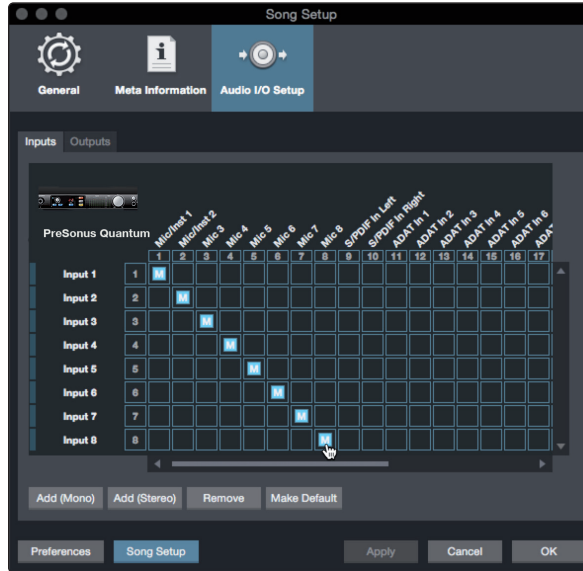 Song Setup
General
Meta Information
Audio I/O Setup
Inputs Outputs
PreSonus Quantum
Mic/Inst 1
Mic/Inst 2
Mic 3
Mic 4
Mic 5
Mic 6
Mic 7
Mic 8
S/PDIF In Left
S/PDIF In Right
ADAT In 1
ADAT In 2
ADAT In 3
ADAT In 4
ADAT In 5
ADAT In 6
ADAT
1 2 3 4 5 6 7 8 9 10 11 12 13 14 15 16 17
Input 1 1 M
Input 2 2 M
Input 3 3 M
Input 4 4 M
Input 5 5 M
Input 6 6 M
Input 7 7 M
Input 8 8 M
Add (Mono) Add (Stereo) Remove Make Default
Preferences Song Setup Apply Cancel OK